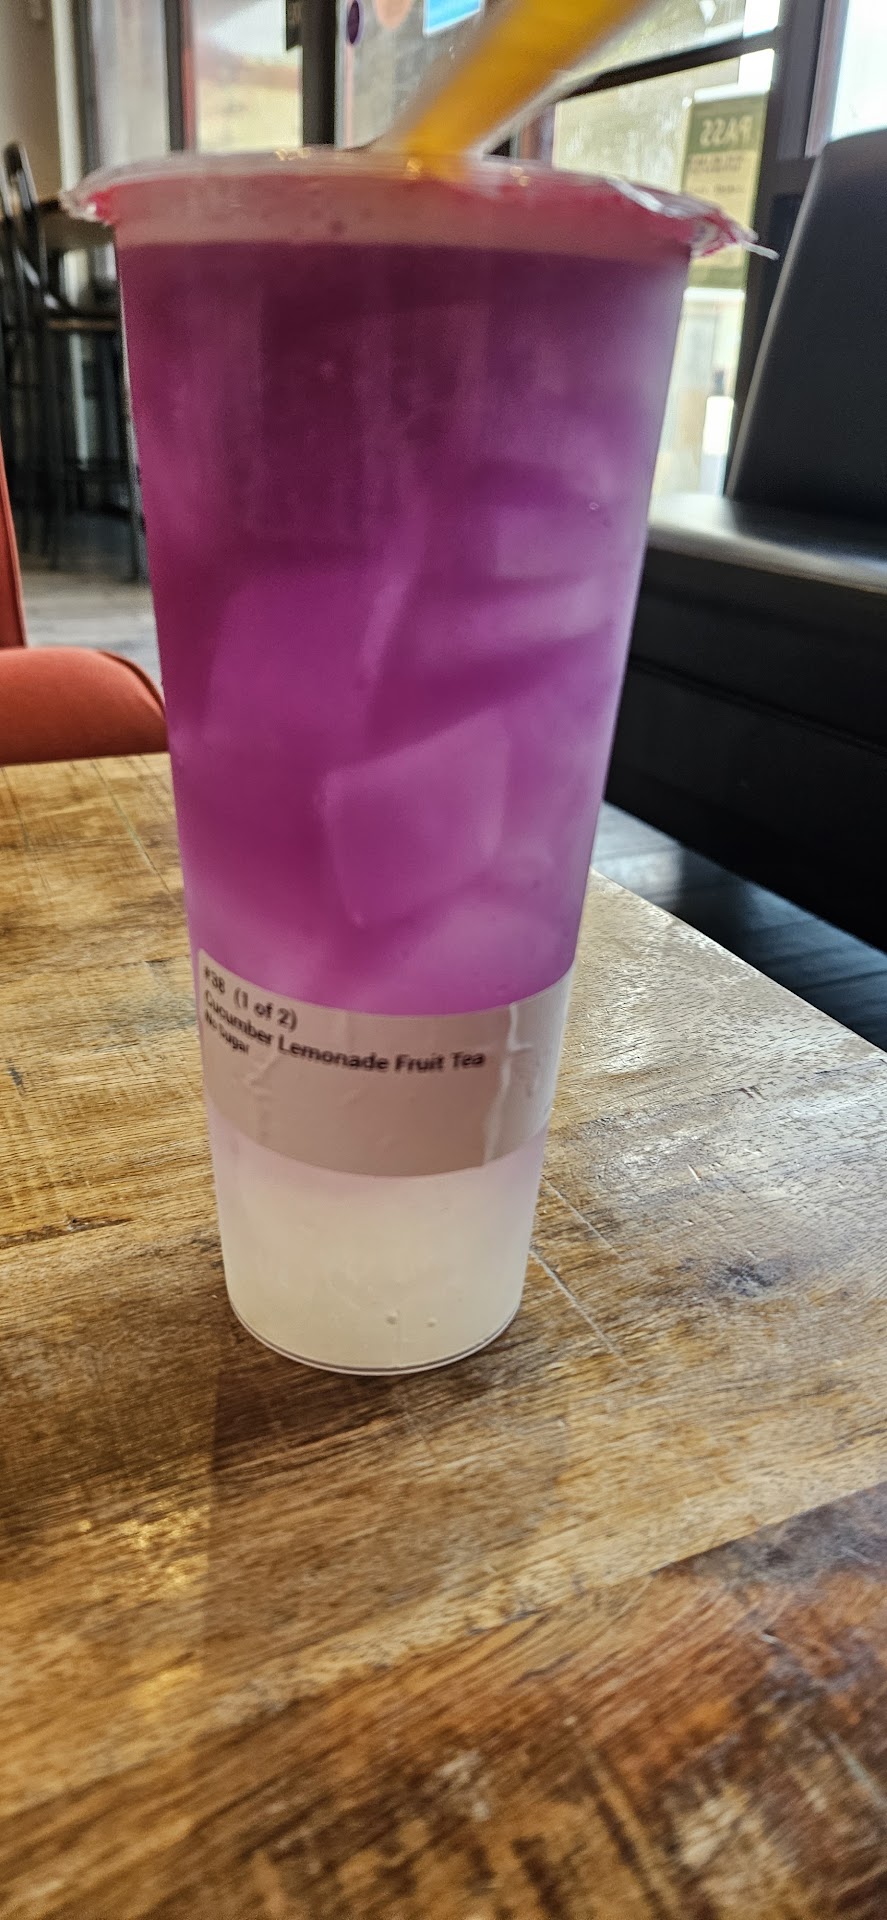 PASS
#38 (1 of 2)
Cucumber Lemonade Fruit Tea
No Sugar